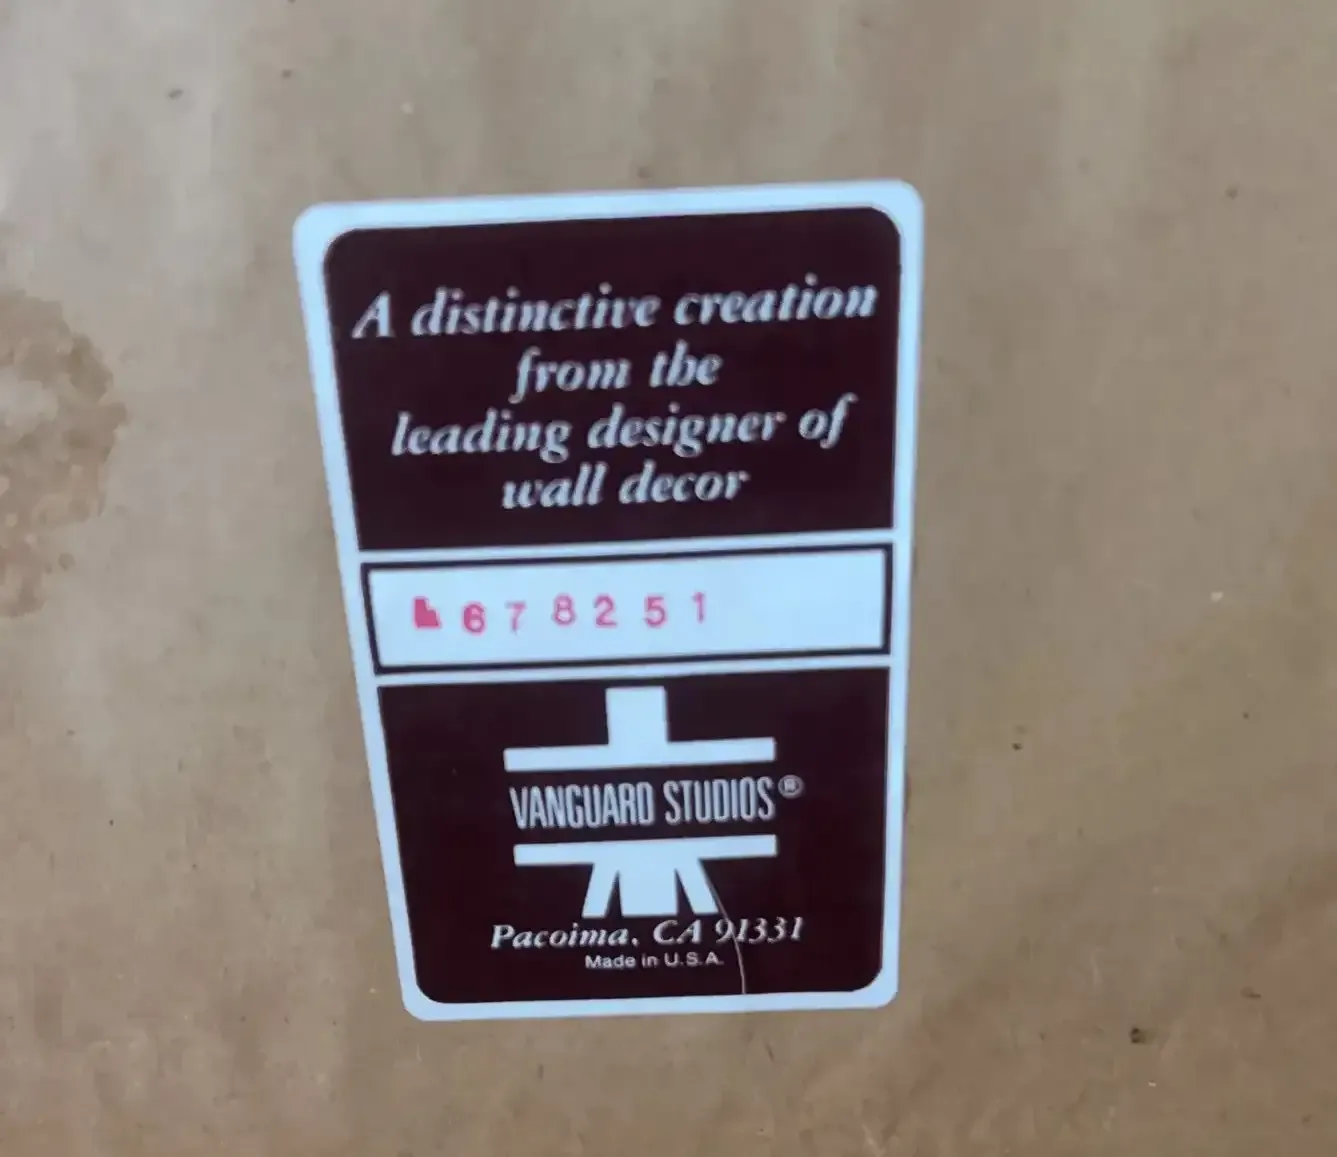 A distinctive creation
from the
leading designer of
wall decor
678251
VANGUARD STUDIOS®
Pacoima, CA 91331
Made in U.S.A.